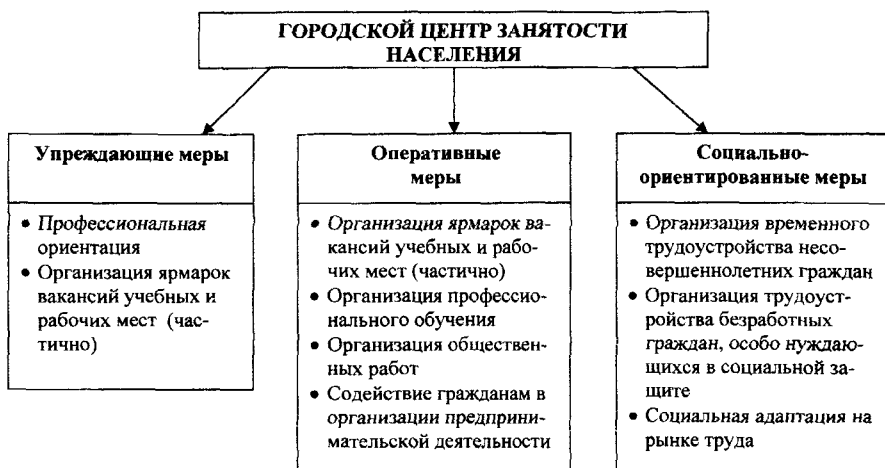 ГОРОДСКОЙ ЦЕНТР ЗАНЯТОСТИ
НАСЕЛЕНИЯ
Упреждающие меры
• Профессиональная
ориентация
• Организация ярмарок
вакансий учебных и
рабочих мест (час-
тично)
Оперативные
меры
• Организация ярмарок ва-
кансий учебных и рабо-
чих мест (частично)
• Организация профессио-
нального обучения
• Организация общественн-
ных работ
• Содействие гражданам в
организации предприни-
мательской деятельности
Социально-
ориентированные меры
• Организация временного
трудоустройства несо-
вершеннолетних граждан
• Организация трудоуст-
ройства безработных
граждан, особо нуждаю-
щихся в социальной за-
щите
• Социальная адаптация на
рынке труда